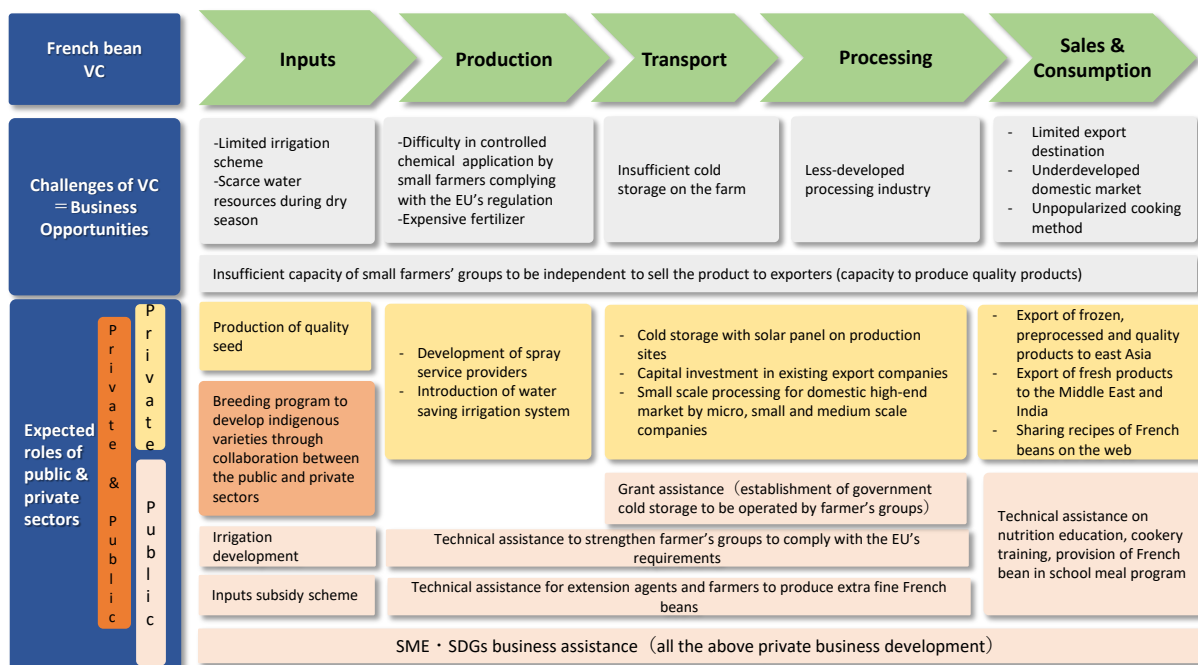 French bean
VC
Inputs
Production
Transport
Processing
Sales &
Consumption
Challenges of VC
＝Business
Opportunities
-Limited irrigation
scheme
-Scarce water
resources during dry
season
-Difficulty in controlled
chemical application by
small farmers complying
with the EU's regulation
-Expensive fertilizer
Insufficient cold
storage on the farm
Less-developed
processing industry
- Limited export
destination
- Underdeveloped
domestic market
- Unpopularized cooking
method
Insufficient capacity of small farmers' groups to be independent to sell the product to exporters (capacity to produce quality products)
Expected
roles of
public &
private
sectors
Private & Public
Private
Public
Production of quality
seed
- Development of spray
service providers
- Introduction of water
saving irrigation system
- Cold storage with solar panel on production
sites
- Capital investment in existing export companies
- Small scale processing for domestic high-end
market by micro, small and medium scale
companies
- Export of frozen,
preprocessed and quality
products to east Asia
- Export of fresh products
to the Middle East and
India
- Sharing recipes of French
beans on the web
Breeding program to
develop indigenous
varieties through
collaboration between
the public and private
sectors
Grant assistance（establishment of government
cold storage to be operated by farmer's groups）
Technical assistance on
nutrition education, cookery
training, provision of French
bean in school meal program
Irrigation
development
Technical assistance to strengthen farmer's groups to comply with the EU's
requirements
Inputs subsidy scheme
Technical assistance for extension agents and farmers to produce extra fine French
beans
SME・SDGs business assistance（all the above private business development）